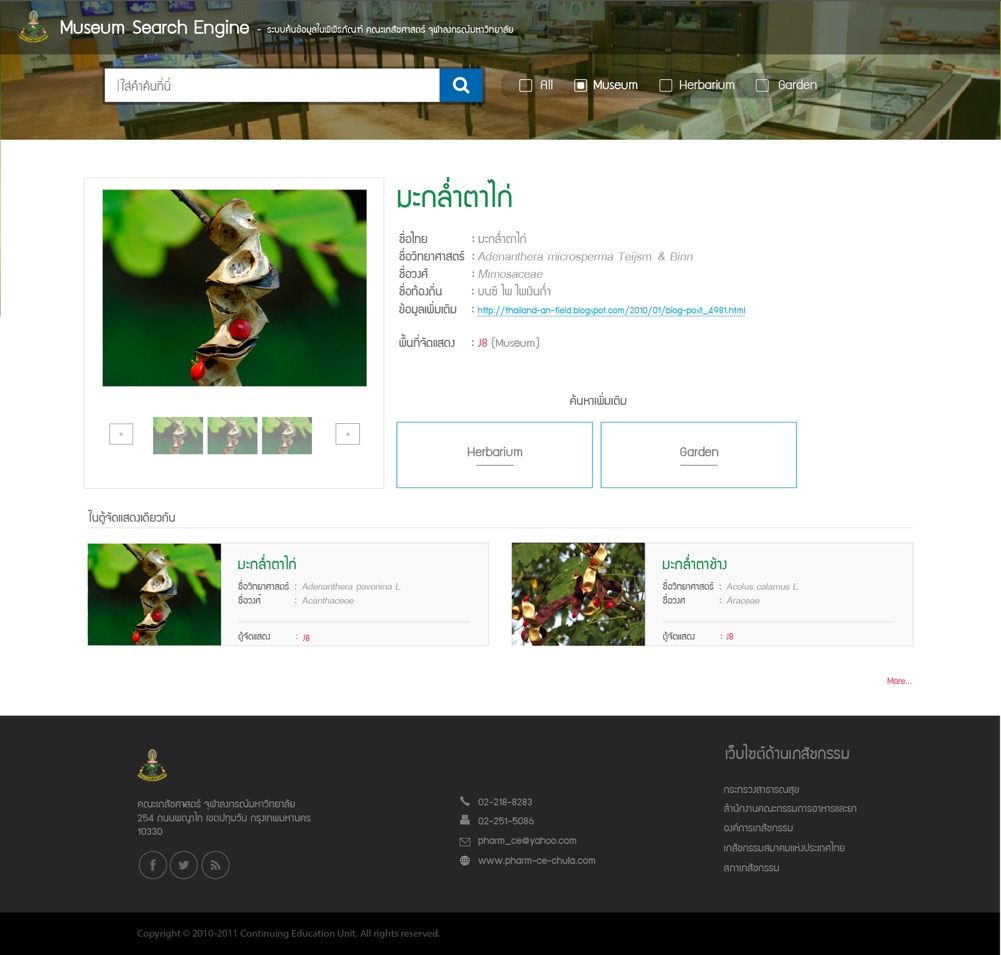 Museum Search Engine - ระบบค้นข้อมูลในพิพิธภัณฑ์ คณะเภสัชศาสตร์ จุฬาลงกรณ์มหาวิทยาลัย
ใส่คำค้นที่นี่
All Museum Herbarium Garden
มะกล่ำตาไก่
ชื่อไทย : มะกล่ำตาไก่
ชื่อวิทยาศาสตร์ : Adenanthera microsperma Teijsm. & Binn.
ชื่อวงศ์ : Mimosaceae
ชื่อท้องถิ่น : บนซี ไพ ไพเงินก่ำ
ข้อมูลเพิ่มเติม : http://thailand-an-field.blogspot.com/2010/01/blog-post_4981.html
พื้นที่จัดแสดง : J8 (Museum)
ค้นหาเพิ่มเติม
« »
Herbarium Garden
ในตู้จัดแสดงเดียวกัน
มะกล่ำตาไก่
ชื่อวิทยาศาสตร์ : Adenanthera pavonina L.
ชื่อวงศ์ : Acanthaceoe
ตู้จัดแสดง : J8
มะกล่ำตาช้าง
ชื่อวิทยาศาสตร์ : Acolus calamus L.
ชื่อวงศ : Araceae
ตู้จัดแสดง : J8
More...
คณะเภสัชศาสตร์ จุฬาลงกรณ์มหาวิทยาลัย
254 ถนนพญาไท เขตปทุมวัน กรุงเทพมหานคร
10330
02-218-8283
02-251-5086
pharm_ce@yahoo.com
www.pharm-ce-chula.com
เว็บไซต์ด้านเภสัชกรรม
กระทรวงสาธารณสุข
สำนักงานคณะกรรมการอาหารและยา
องค์การเภสัชกรรม
เภสัชกรรมสมาคมแห่งประเทศไทย
สภาเภสัชกรรม
Copyright © 2010-2011 Continuing Education Unit. All rights reserved.